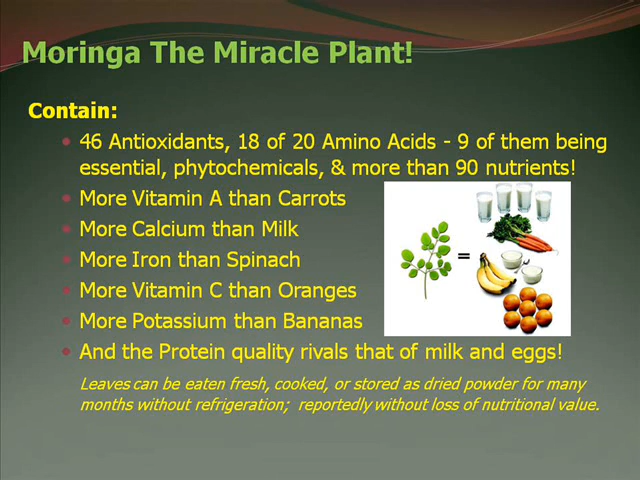 Moringa The Miracle Plant!
Contain:
• 46 Antioxidants, 18 of 20 Amino Acids - 9 of them being
essential, phytochemicals, & more than 90 nutrients!
• More Vitamin A than Carrots
• More Calcium than Milk
• More Iron than Spinach
=
• More Vitamin C than Oranges
• More Potassium than Bananas
• And the Protein quality rivals that of milk and eggs!
Leaves can be eaten fresh, cooked, or stored as dried powder for many
months without refrigeration; reportedly without loss of nutritional value.